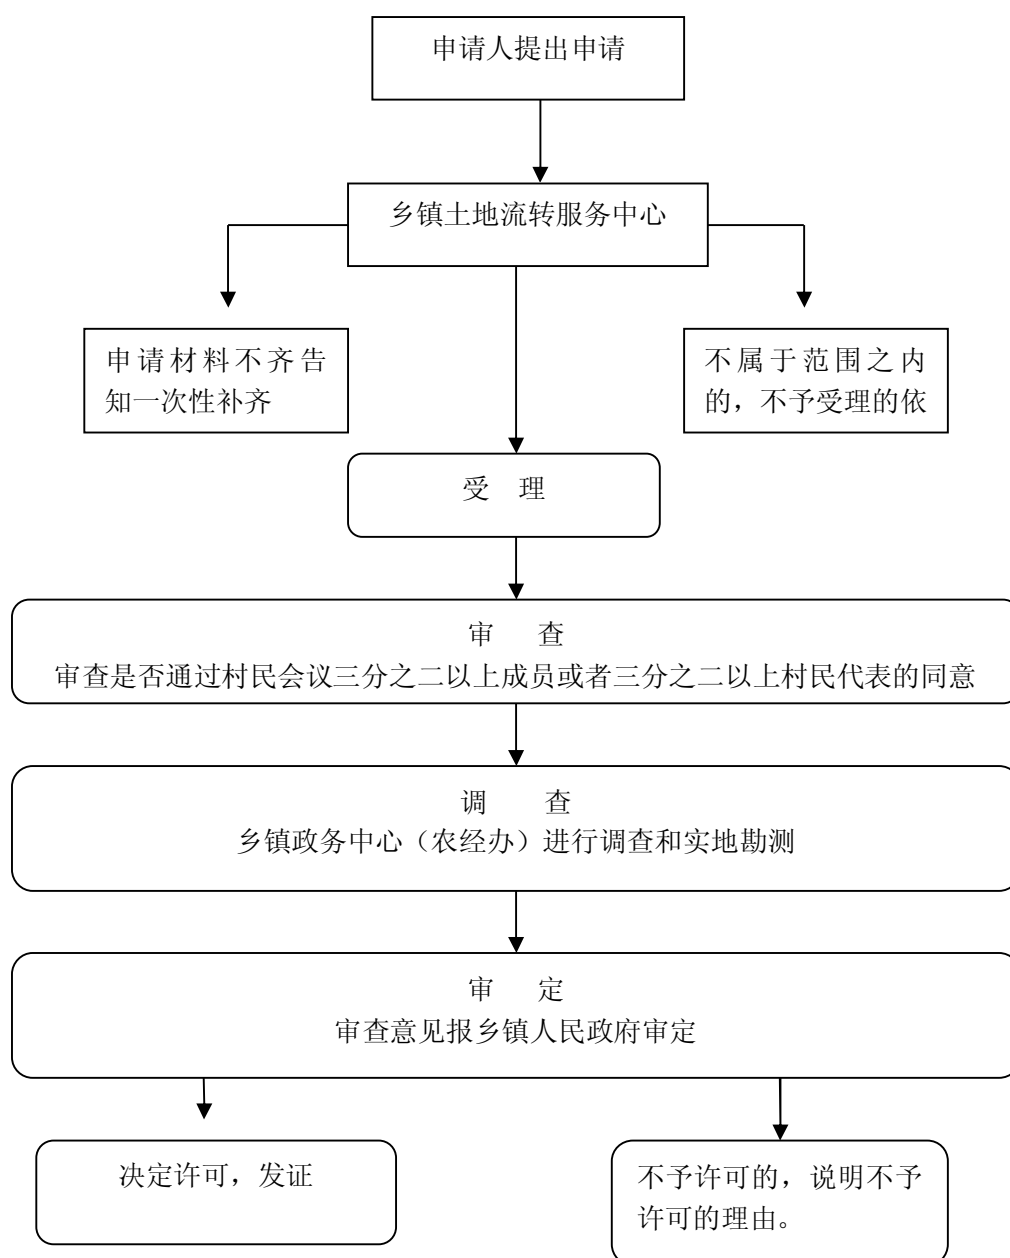 申请人提出申请
乡镇土地流转服务中心
申请材料不齐告
知一次性补齐
不属于范围之内
的，不予受理的依
受 理
审 查
审查是否通过村民会议三分之二以上成员或者三分之二以上村民代表的同意
调 查
乡镇政务中心（农经办）进行调查和实地勘测
审 定
审查意见报乡镇人民政府审定
决定许可，发证
不予许可的，说明不予
许可的理由。